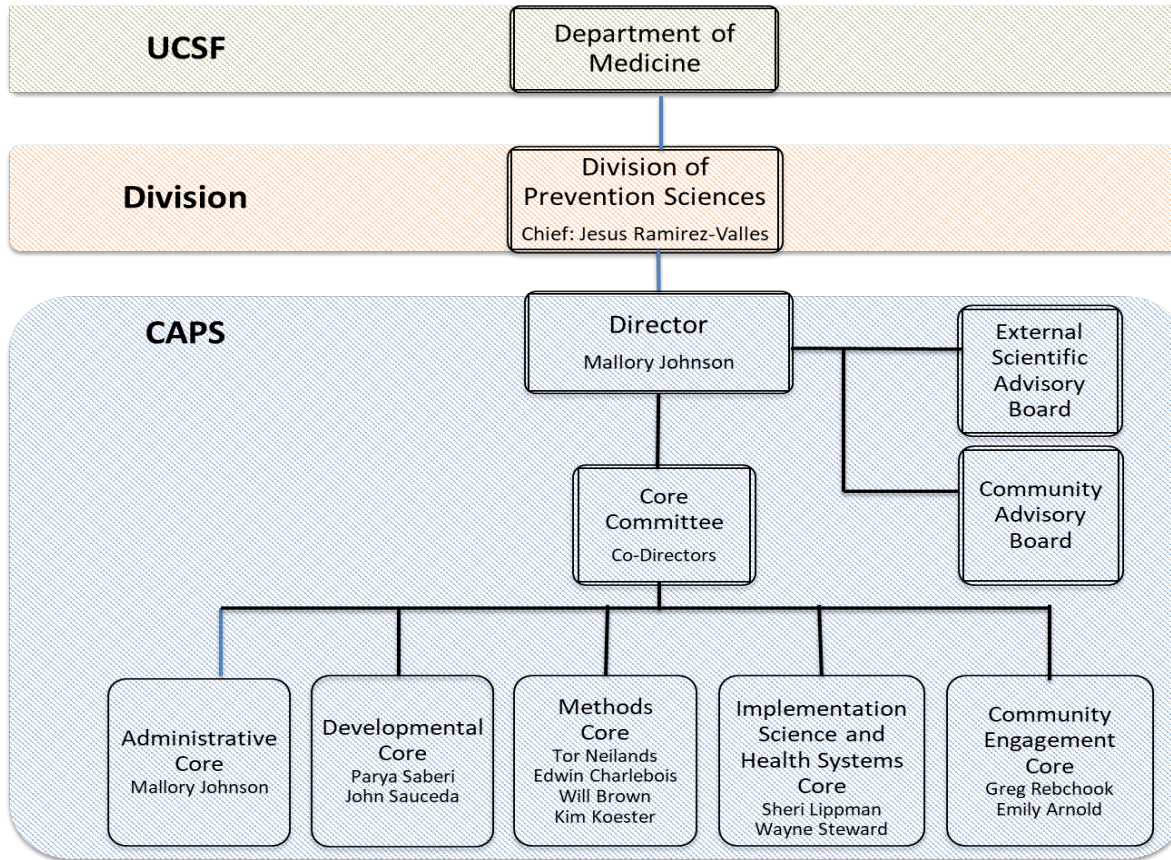 UCSF
Department of
Medicine
Division
Division of
Prevention Sciences
Chief: Jesus Ramirez-Valles
CAPS
Director
Mallory Johnson
External
Scientific
Advisory
Board
Community
Advisory
Board
Core
Committee
Co-Directors
Administrative
Core
Mallory Johnson
Developmental
Core
Parya Saberi
John Sauceda
Methods
Core
Tor Neilands
Edwin Charlebois
Will Brown
Kim Koester
Implementation
Science and
Health Systems
Core
Sheri Lippman
Wayne Steward
Community
Engagement
Core
Greg Rebchook
Emily Arnold